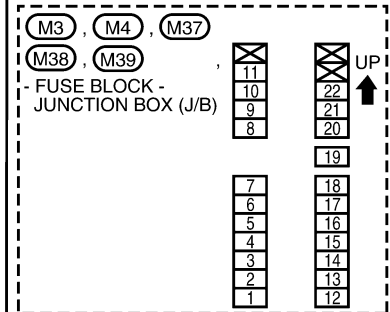 M3 , M4 , M37
M38 , M39 ,
- FUSE BLOCK -
JUNCTION BOX (J/B)
UP
11
10 22
9 21
8 20
19
7 18
6 17
5 16
4 15
3 14
2 13
1 12